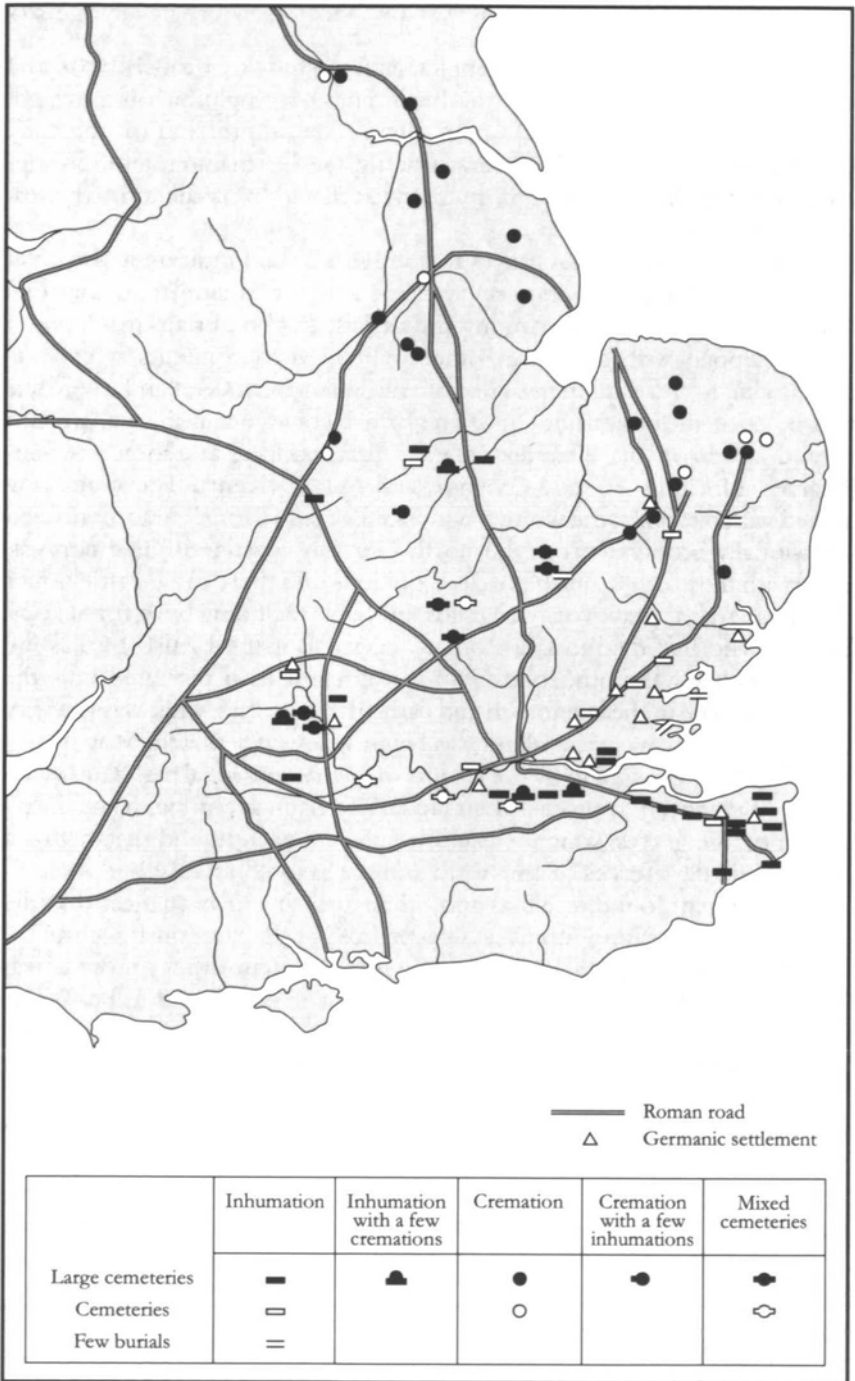 Roman road
Germanic settlement
Inhumation
Inhumation
with a few
cremations
Cremation
Cremation
with a few
inhumations
Mixed
cemeteries
Large cemeteries
Cemeteries
Few burials